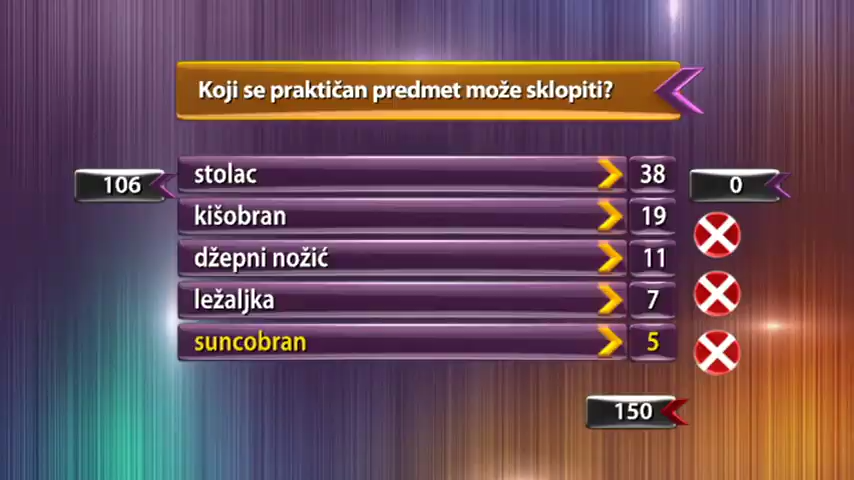 Koji se praktičan predmet može sklopiti?
106
stolac 38
0
kišobran 19
džepni nožić 11
ležaljka 7
suncobran 5
150